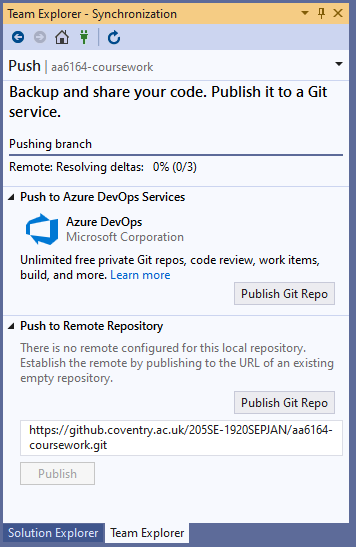 Team Explorer - Synchronization
Push | aa6164-coursework
Backup and share your code. Publish it to a Git
service.
Pushing branch
Remote: Resolving deltas: 0% (0/3)
Push to Azure DevOps Services
Azure DevOps
Microsoft Corporation
Unlimited free private Git repos, code review, work items,
build, and more. Learn more
Publish Git Repo
Push to Remote Repository
There is no remote configured for this local repository.
Establish the remote by publishing to the URL of an existing
empty repository.
Publish Git Repo
https://github.coventry.ac.uk/205SE-1920SEPJAN/aa6164-
coursework.git
Publish
Solution Explorer Team Explorer